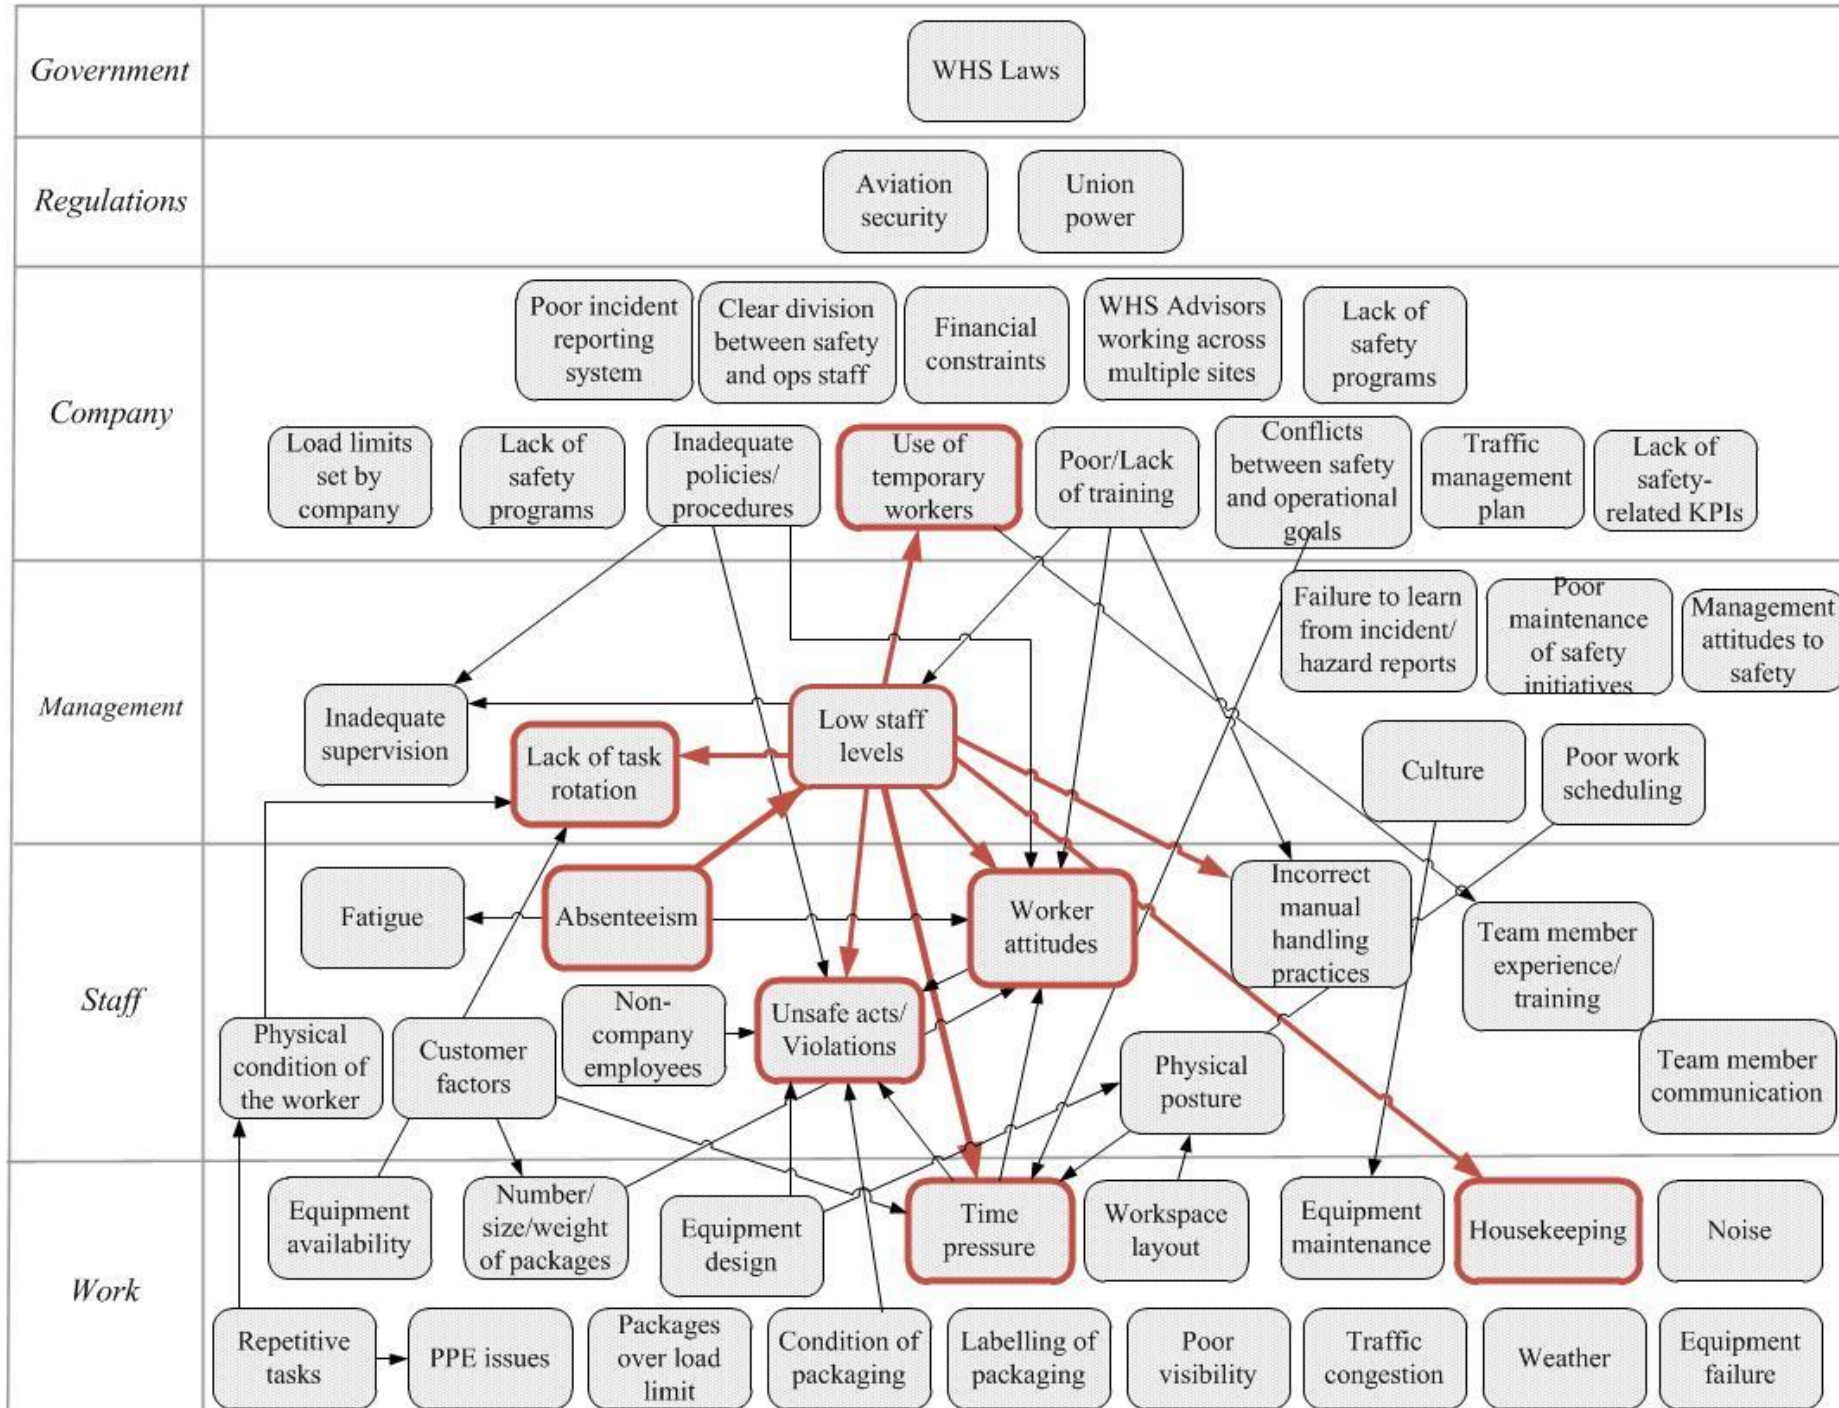 Government
WHS Laws
Regulations
Aviation
security
Union
power
Company
Poor incident
reporting
system
Clear division
between safety
and ops staff
Financial
constraints
WHS Advisors
working across
multiple sites
Lack of
safety
programs
Load limits
set by
company
Lack of
safety
programs
Inadequate
policies/
procedures
Use of
temporary
workers
Poor/Lack
of training
Conflicts
between safety
and operational
goals
Traffic
management
plan
Lack of
safety-
related KPIs
Management
Failure to learn
from incident/
hazard reports
Poor
maintenance
of safety
initiatives
Management
attitudes to
safety
Inadequate
supervision
Lack of task
rotation
Low staff
levels
Culture
Poor work
scheduling
Staff
Fatigue
Absenteeism
Worker
attitudes
Incorrect
manual
handling
practices
Team member
experience/
training
Physical
condition of
the worker
Customer
factors
Non-
company
employees
Unsafe acts/
Violations
Physical
posture
Team member
communication
Work
Equipment
availability
Number/
size/weight
of packages
Equipment
design
Time
pressure
Workspace
layout
Equipment
maintenance
Housekeeping
Noise
Repetitive
tasks
PPE issues
Packages
over load
limit
Condition of
packaging
Labelling of
packaging
Poor
visibility
Traffic
congestion
Weather
Equipment
failure